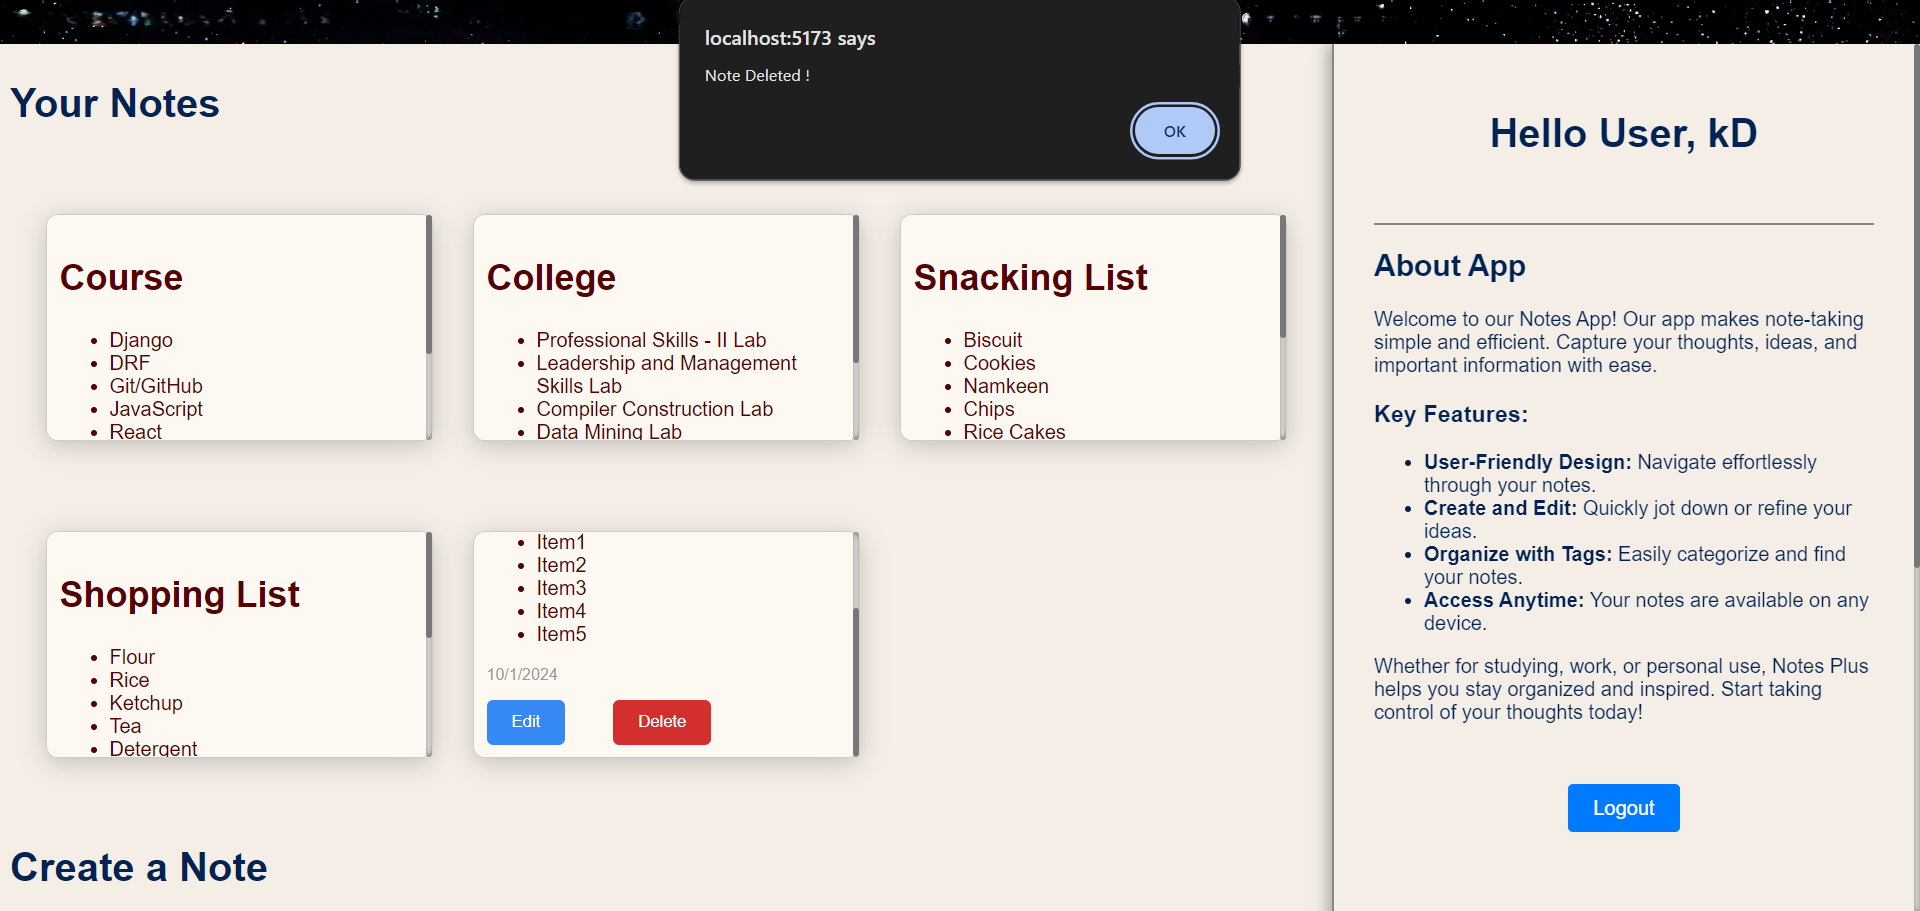 localhost:5173 says
Note Deleted !
OK
Your Notes
Course
Django
DRF
Git/GitHub
JavaScript
React
College
Professional Skills - II Lab
Leadership and Management
Skills Lab
Compiler Construction Lab
Data Mining Lab
Snacking List
Biscuit
Cookies
Namkeen
Chips
Rice Cakes
Shopping List
Flour
Rice
Ketchup
Tea
Detergent
Item1
Item2
Item3
Item4
Item5
10/1/2024
Edit
Delete
Create a Note
Hello User, kD
About App
Welcome to our Notes App! Our app makes note-taking
simple and efficient. Capture your thoughts, ideas, and
important information with ease.
Key Features:
User-Friendly Design: Navigate effortlessly
through your notes.
Create and Edit: Quickly jot down or refine your
ideas.
Organize with Tags: Easily categorize and find
your notes.
Access Anytime: Your notes are available on any
device.
Whether for studying, work, or personal use, Notes Plus
helps you stay organized and inspired. Start taking
control of your thoughts today!
Logout